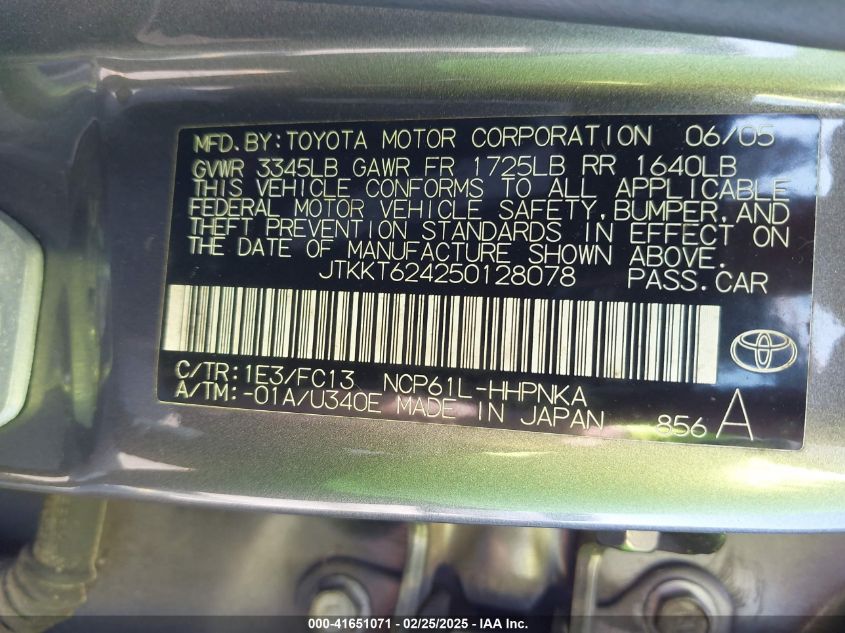 MFD. BY: TOYOTA MOTOR CORPORATION 06/05
GVWR 3345LB GAWR FR 1725LB RR 1640LB
THIS VEHICLE CONFORMS TO ALL APPLICABLE
FEDERAL MOTOR VEHICLE SAFETY, BUMPER, AND
THEFT PREVENTION STANDARDS IN EFFECT ON
THE DATE OF MANUFACTURE SHOWN ABOVE.
JTKKT624250128078 PASS. CAR
C/TR: 1E3/FC13 NCP61L-HHPNKA
A/TM: -01A/U340E MADE IN JAPAN 856 A
000-41651071 - 02/25/2025 - IAA Inc.